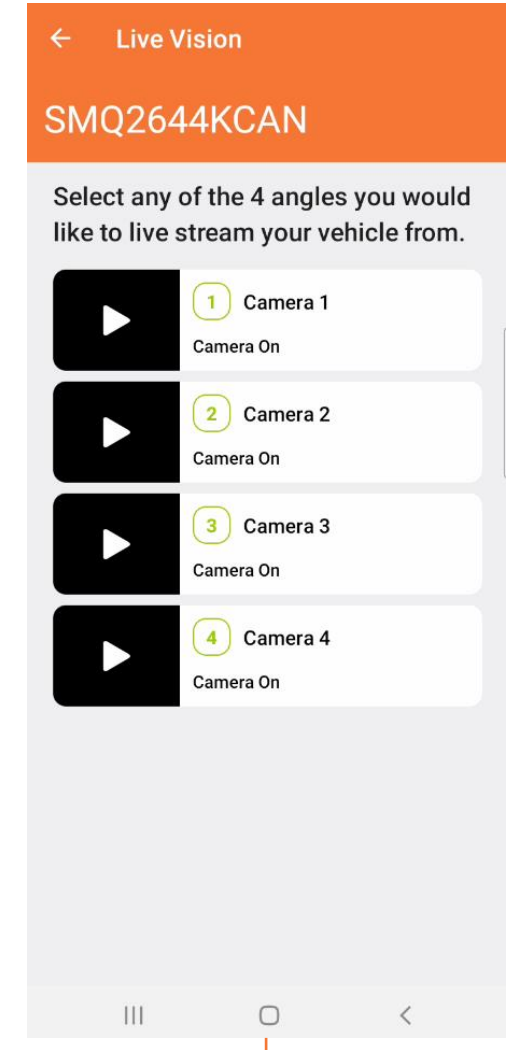 Live Vision
SMQ2644KCAN
Select any of the 4 angles you would
like to live stream your vehicle from.
1 Camera 1
Camera On
2 Camera 2
Camera On
3 Camera 3
Camera On
4 Camera 4
Camera On